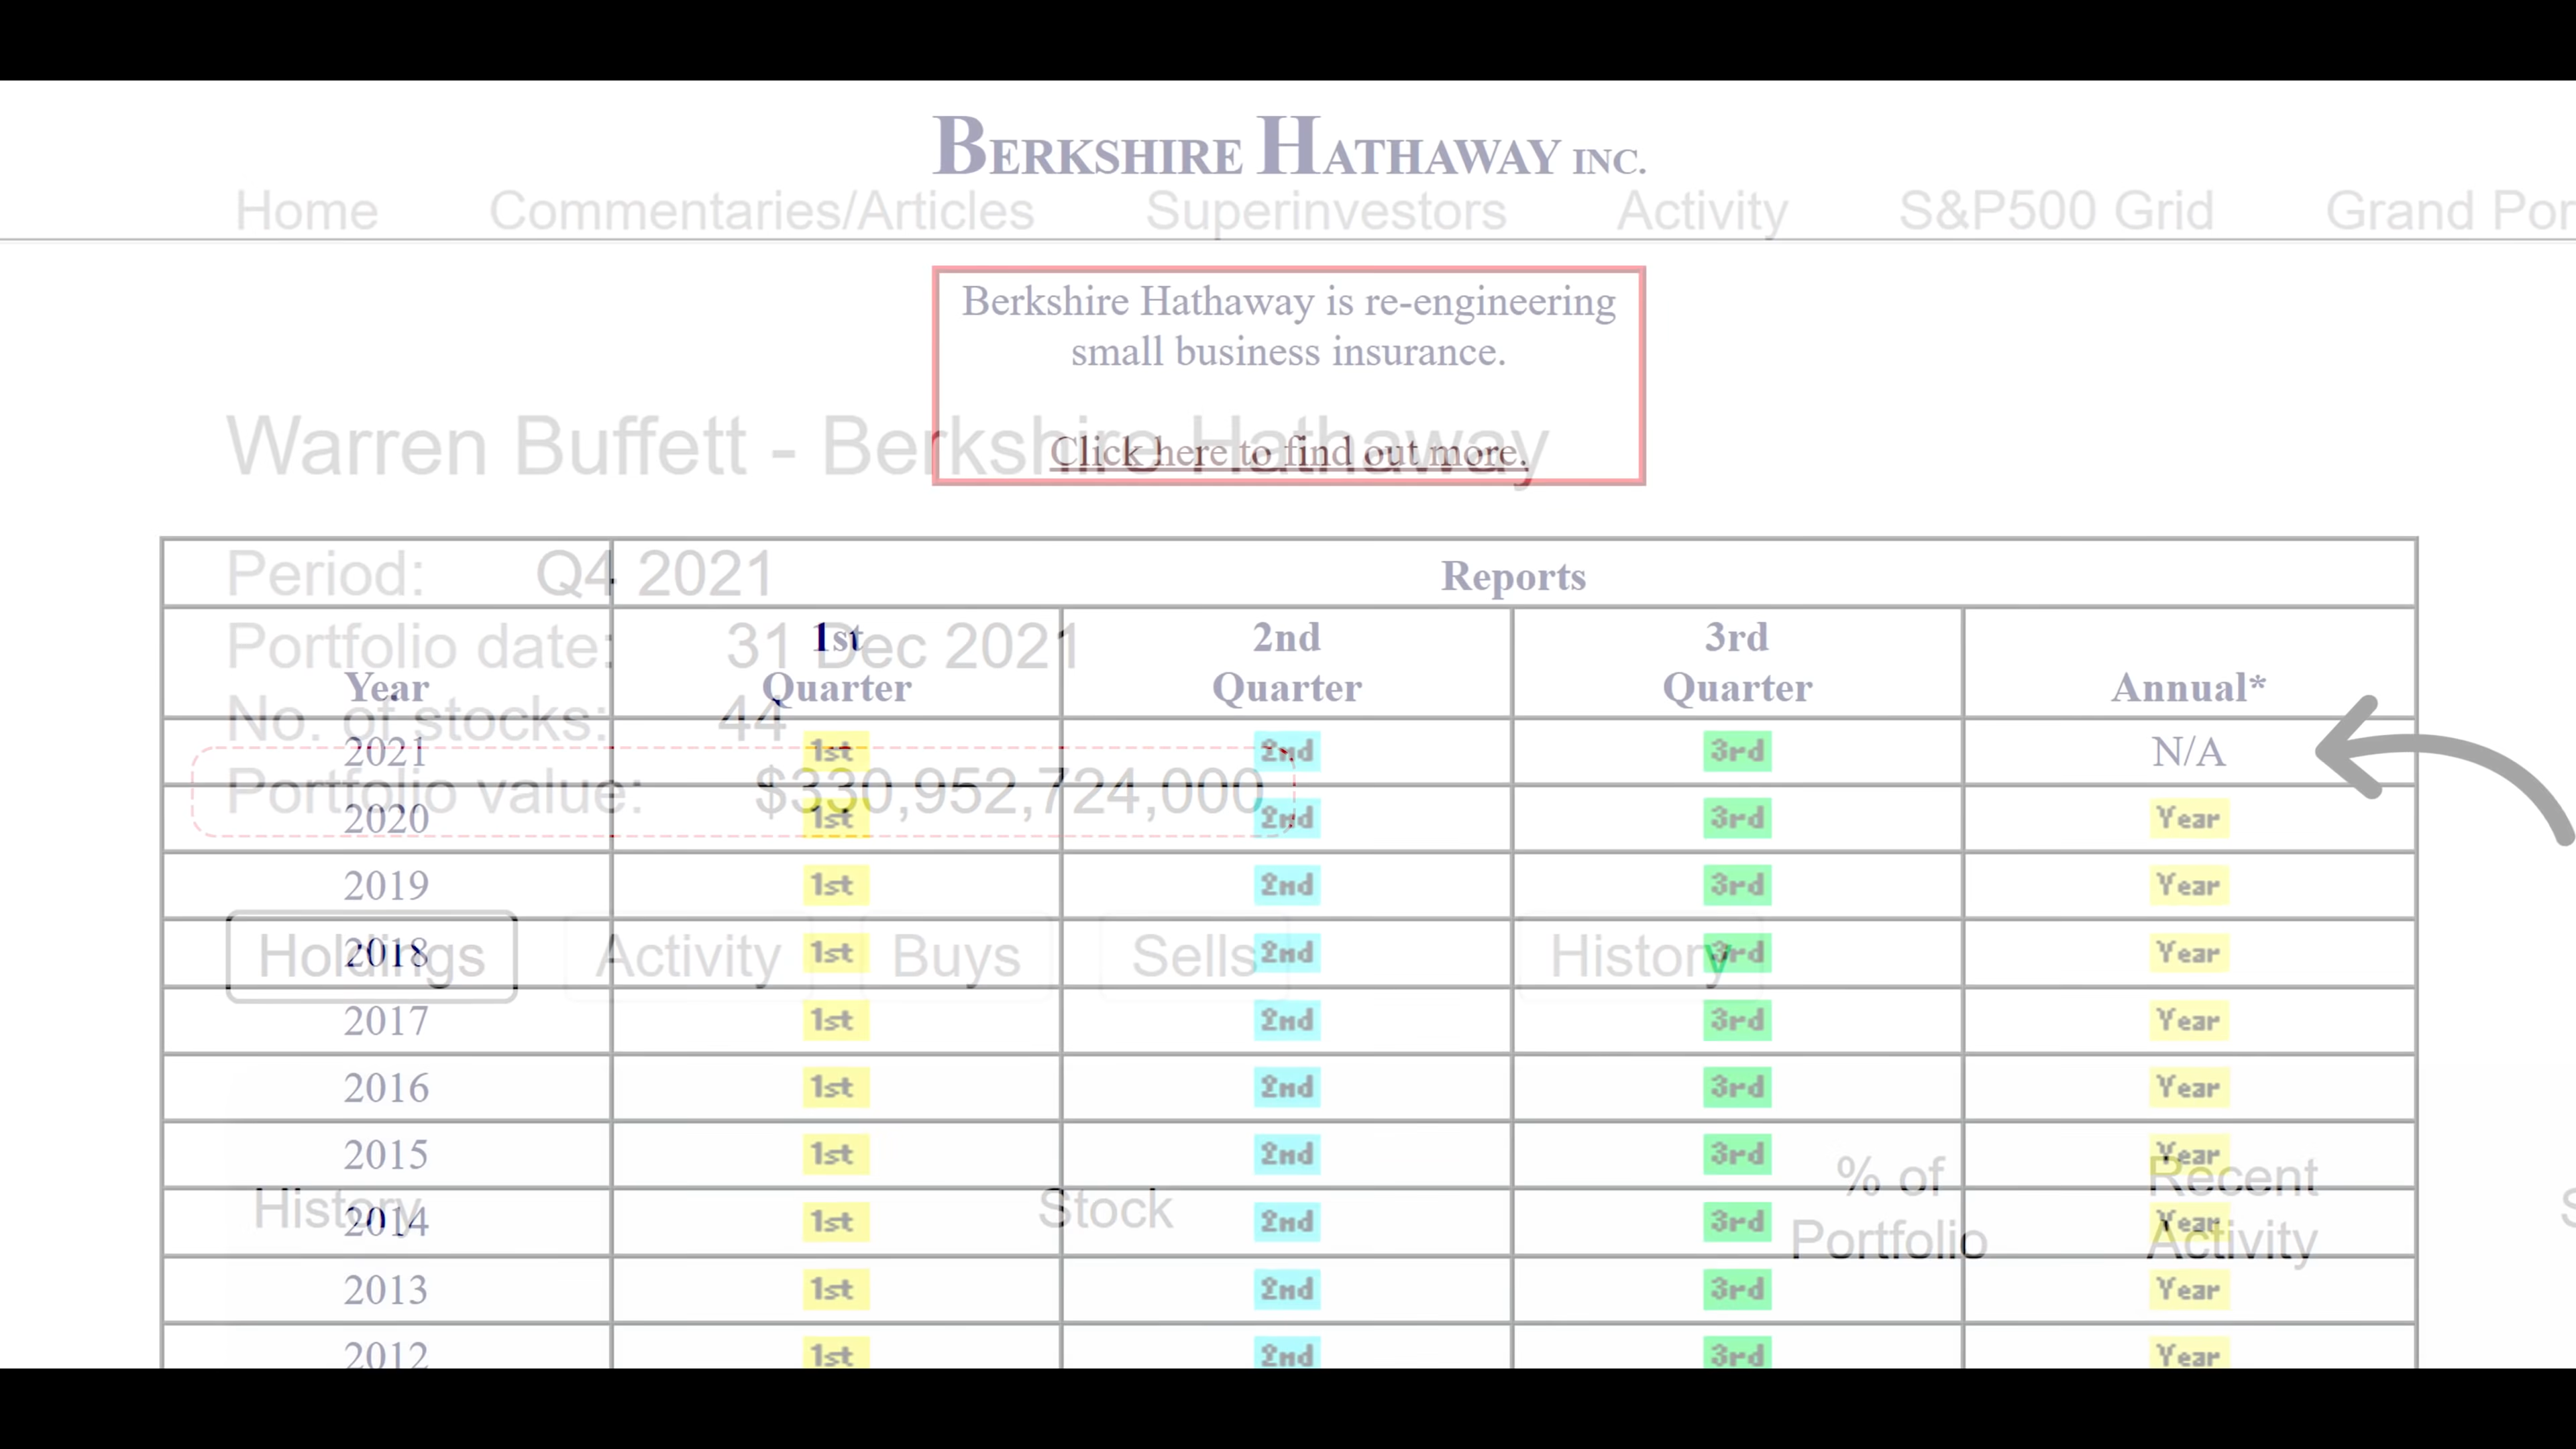 BERKSHIRE HATHAWAY INC.
Home Commentaries/Articles Superinvestors Activity S&P500 Grid Grand Por
Berkshire Hathaway is re-engineering
small business insurance.
Click here to find out more.
Warren Buffett - Berkshire Hathaway
Period: Q4 2021
Portfolio date: 31 Dec 2021
No. of stocks: 44
Portfolio value: $330,952,724,000
Holdings Activity Buys Sells History
History Stock % of Portfolio Recent Activity
Reports
Year 1st Quarter 2nd Quarter 3rd Quarter Annual*
2021 1st 2nd 3rd N/A
2020 1st 2nd 3rd Year
2019 1st 2nd 3rd Year
2018 1st 2nd 3rd Year
2017 1st 2nd 3rd Year
2016 1st 2nd 3rd Year
2015 1st 2nd 3rd Year
2014 1st 2nd 3rd Year
2013 1st 2nd 3rd Year
2012 1st 2nd 3rd Year